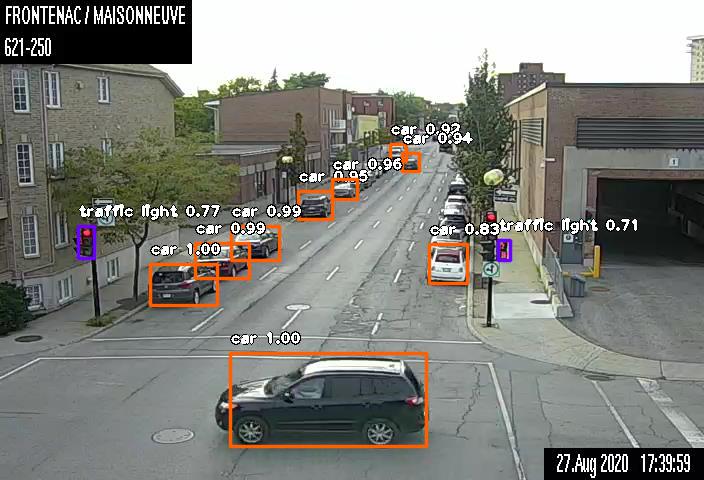 FRONTENAC / MAISONNEUVE
621-250
car 0.92
car 0.94
car 0.96
car 0.95
traffic light 0.77
car 0.99
car 0.99
car 0.83
traffic light 0.71
car 1.00
car 1.00
27.Aug 2020 17:39:59